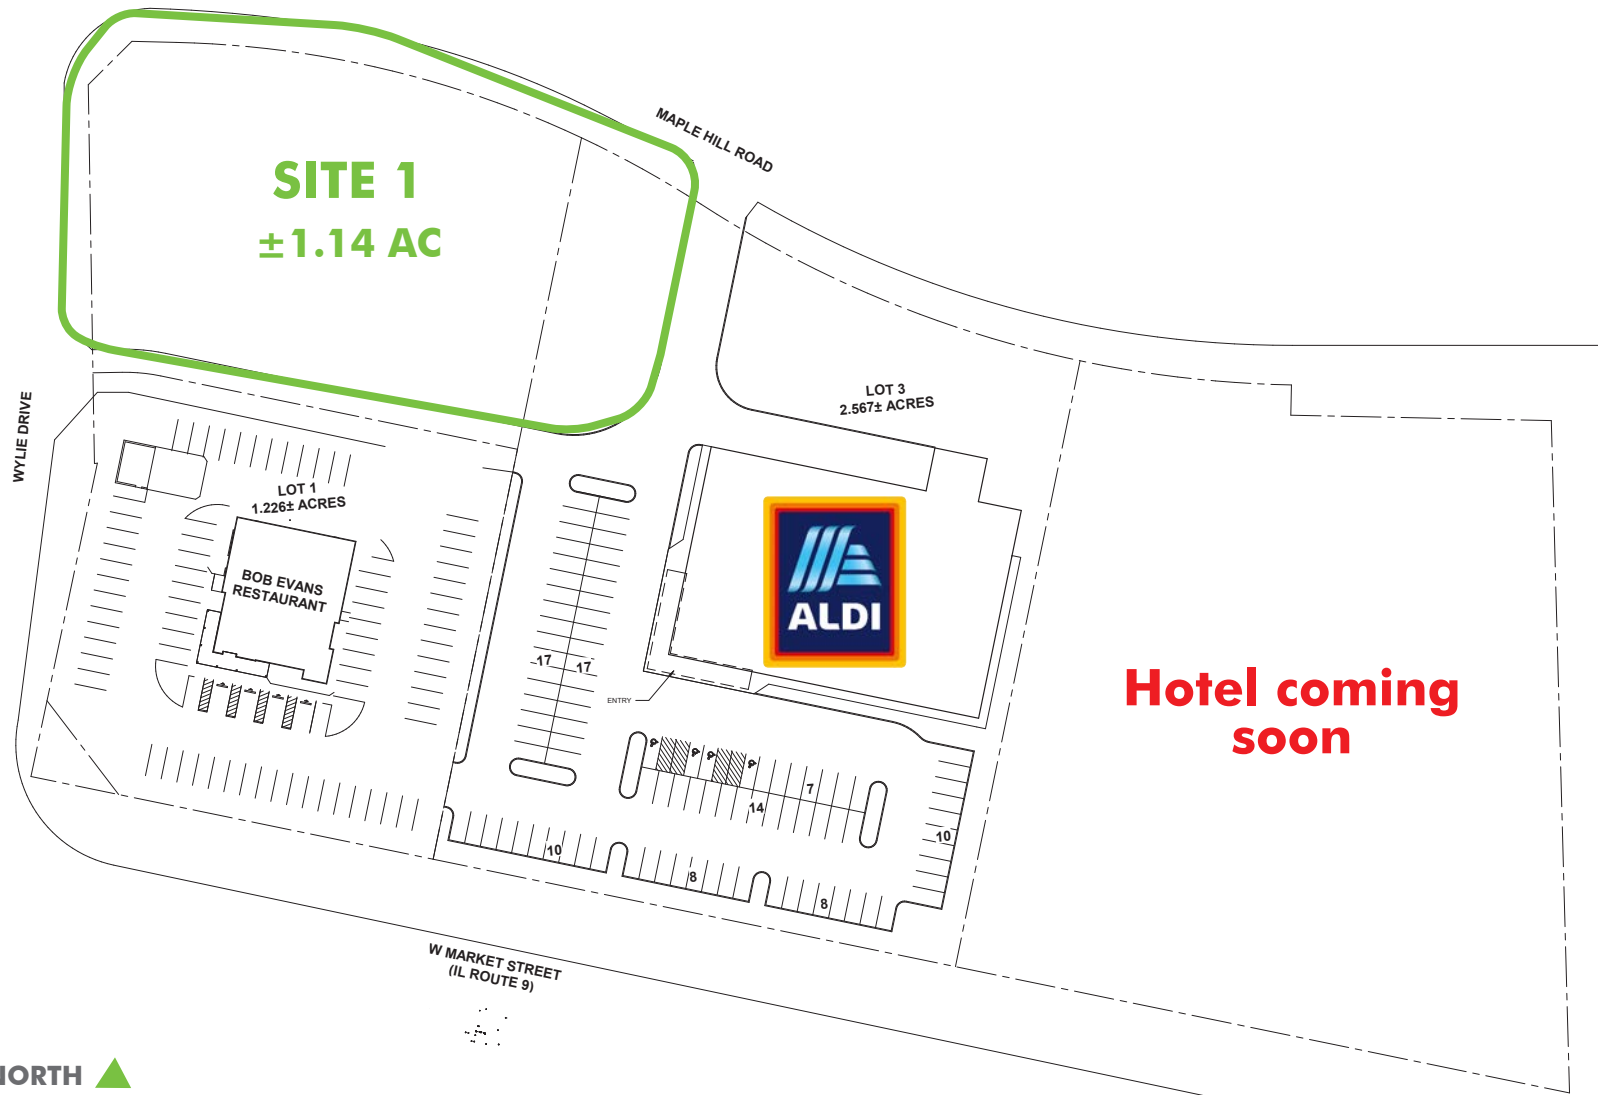 MAPLE HILL ROAD
SITE 1
±1.14 AC
WYLIE DRIVE
LOT 3
2.567± ACRES
LOT 1
1.226± ACRES
BOB EVANS
RESTAURANT
ALDI
17
17
ENTRY
Hotel coming
soon
7
14
10
10
8
8
W MARKET STREET
(IL ROUTE 9)
NORTH